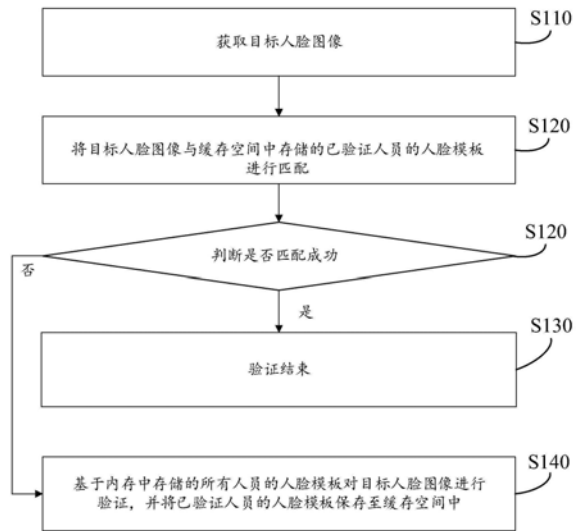 S110
获取目标人脸图像
S120
将目标人脸图像与缓存空间中存储的已验证人员的人脸模板
进行匹配
S120
判断是否匹配成功
否
是
S130
验证结束
S140
基于内存中存储的所有人员的人脸模板对目标人脸图像进行
验证，并将已验证人员的人脸模板保存至缓存空间中